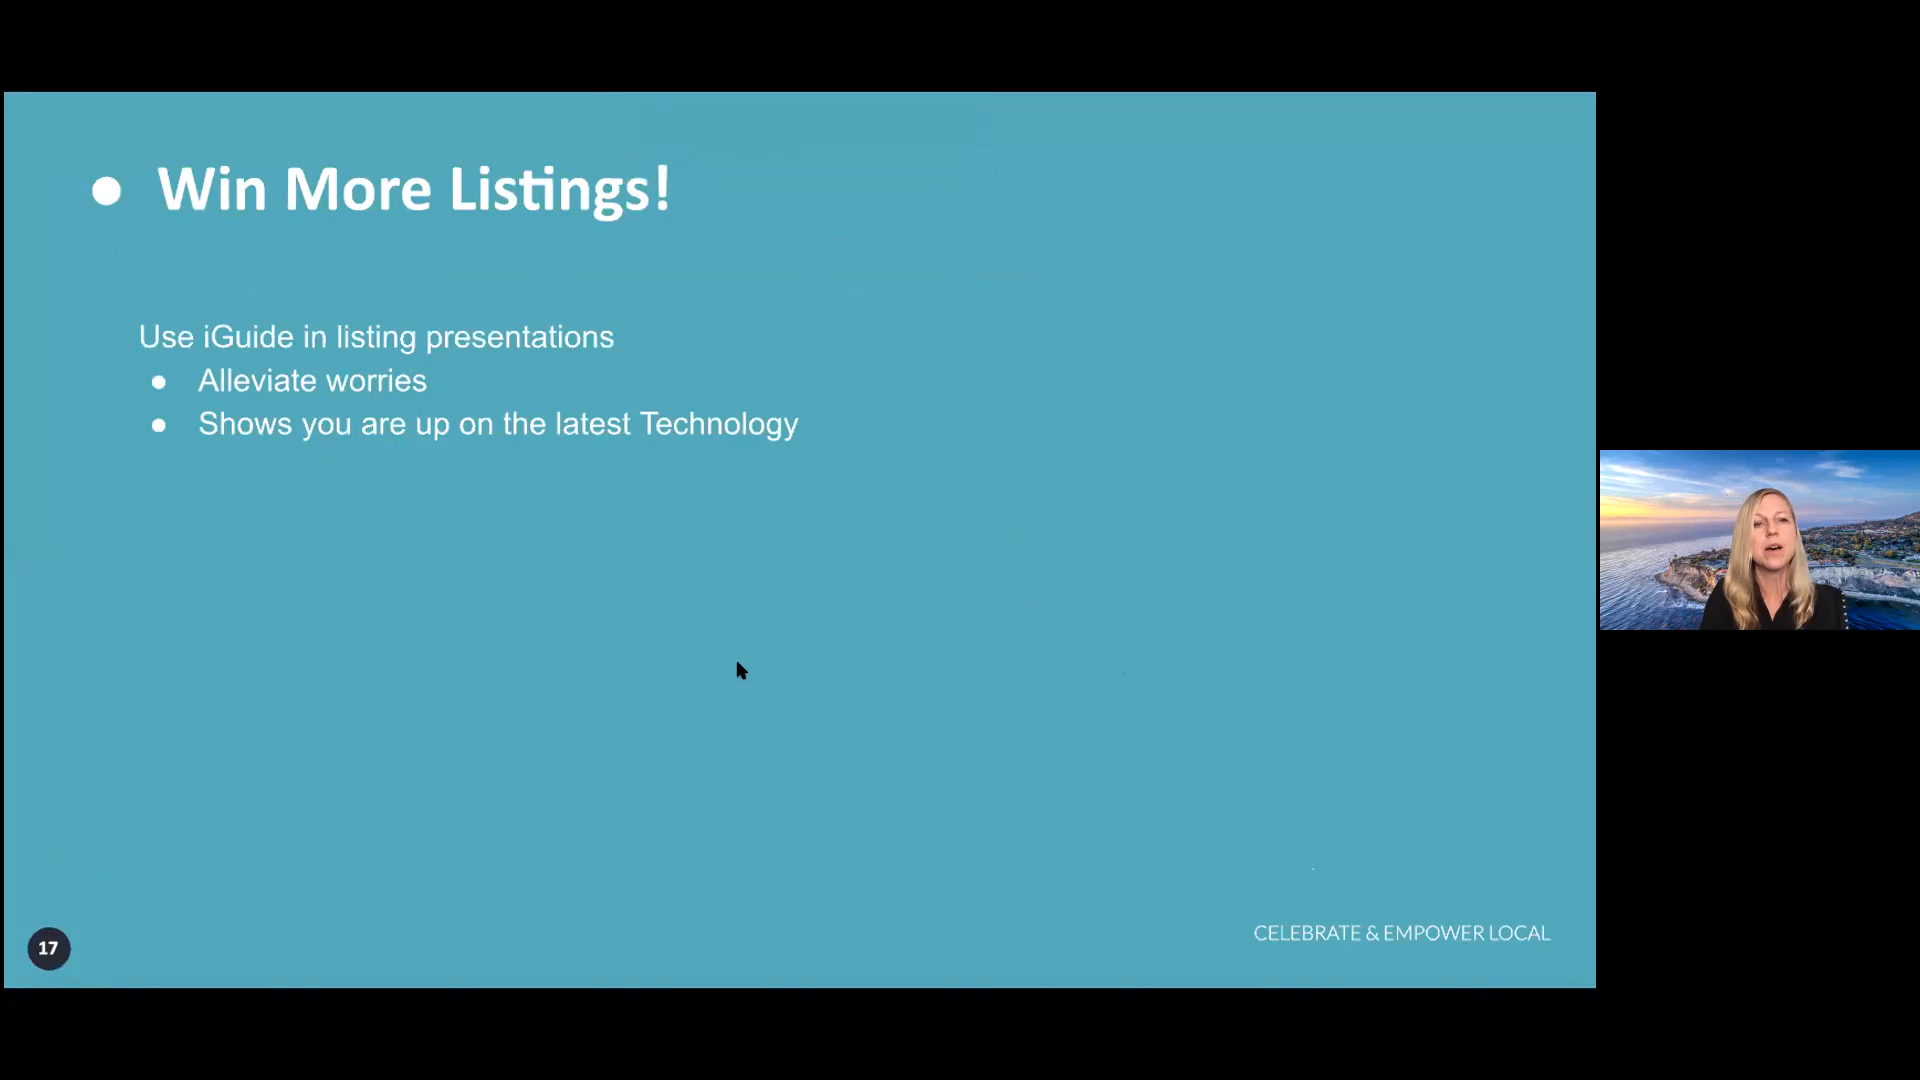 ● Win More Listings!
Use iGuide in listing presentations
● Alleviate worries
● Shows you are up on the latest Technology
CELEBRATE & EMPOWER LOCAL
17